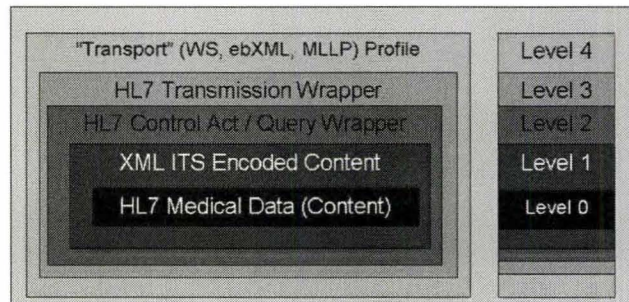 "Transport" (WS, ebXML, MLLP) Profile
HL7 Transmission Wrapper
HL7 Control Act / Query Wrapper
XML ITS Encoded Content
HL7 Medical Data (Content)
Level 4
Level 3
Level 2
Level 1
Level 0